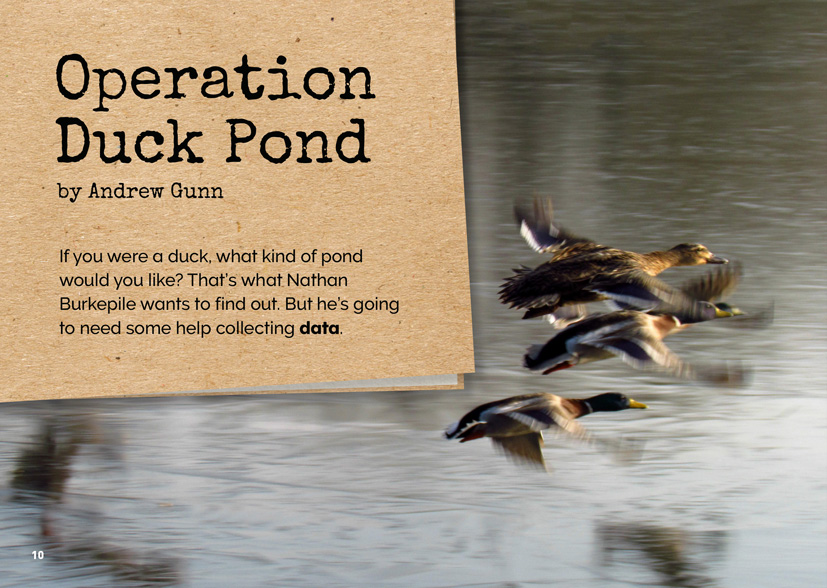 Operation
Duck Pond
by Andrew Gunn
If you were a duck, what kind of pond
would you like? That’s what Nathan
Burkepile wants to find out. But he’s going
to need some help collecting data.
10